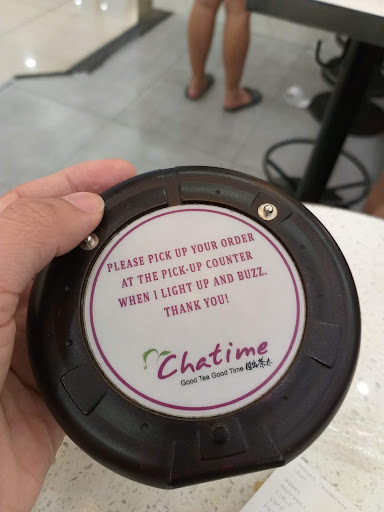 PLEASE PICK UP YOUR ORDER
AT THE PICK-UP COUNTER
WHEN I LIGHT UP AND BUZZ.
THANK YOU!
Chatime
Good Tea Good Time